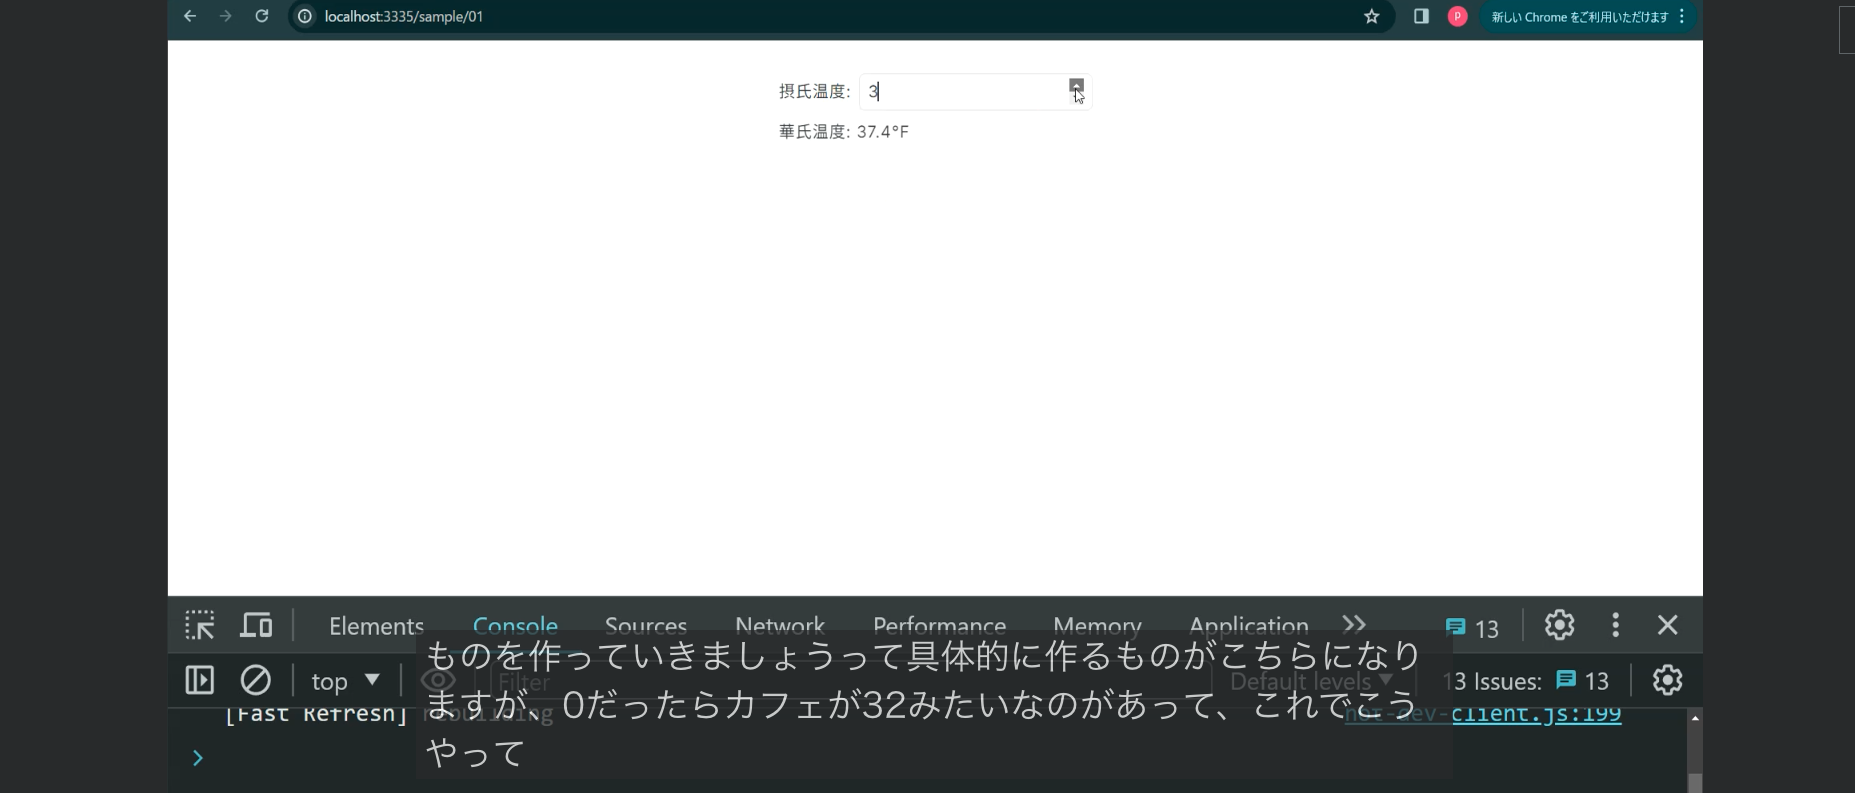 localhost:3335/sample/01
P
新しい Chrome をご利用いただけます
摂氏温度: 3
華氏温度: 37.4°F
Elements Console Sources Network Performance Memory Application 13
top Filter Default levels 13 Issues: 13
[Fast Refresh] rebuilding hot-dev-client.js:199
ものを作っていきましょうって具体的に作るものがこちらになり
ますが、0だったらカフェが32みたいなのがあって、これでこう
やって